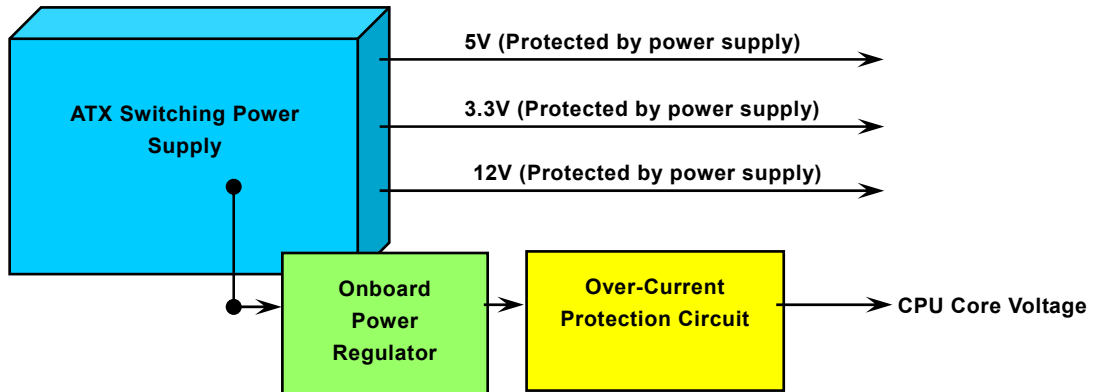 5V (Protected by power supply)
ATX Switching Power
Supply
3.3V (Protected by power supply)
12V (Protected by power supply)
Onboard
Power
Regulator
Over-Current
Protection Circuit
CPU Core Voltage